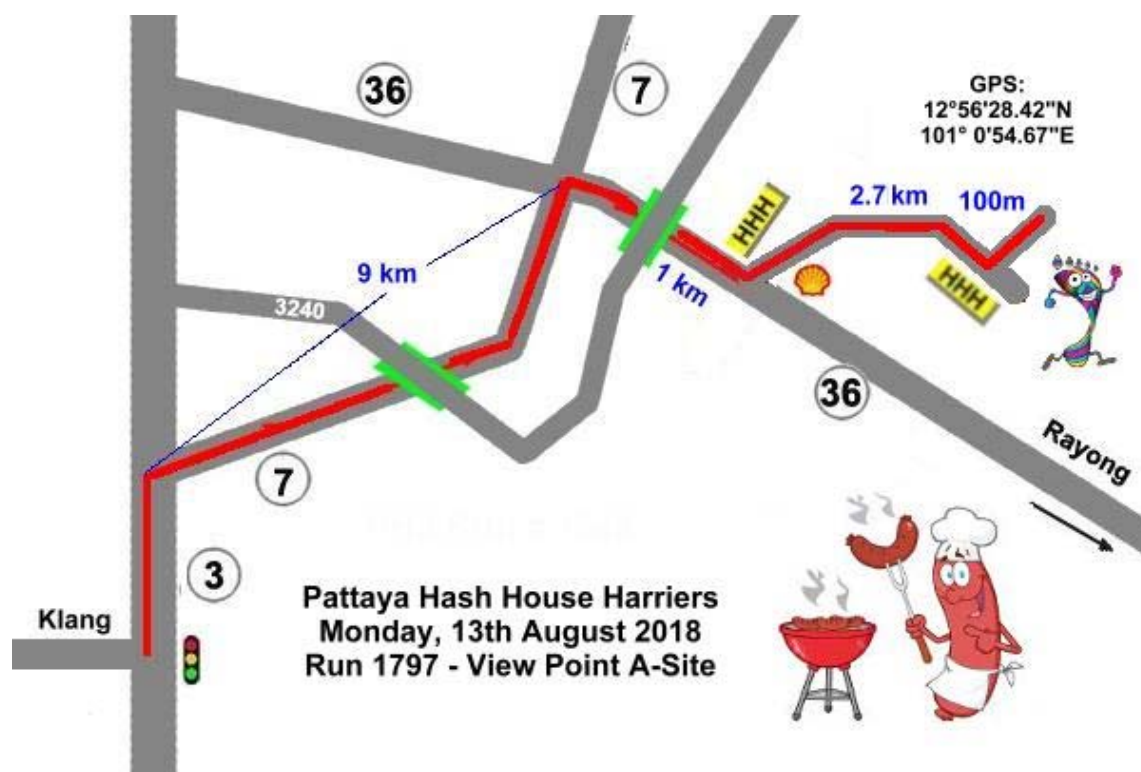 36
7
GPS:
12°56'28.42"N
101° 0'54.67"E
HHH
2.7 km
100m
9 km
1 km
HHH
3240
36
Rayong
7
3
Klang
Pattaya Hash House Harriers
Monday, 13th August 2018
Run 1797 - View Point A-Site